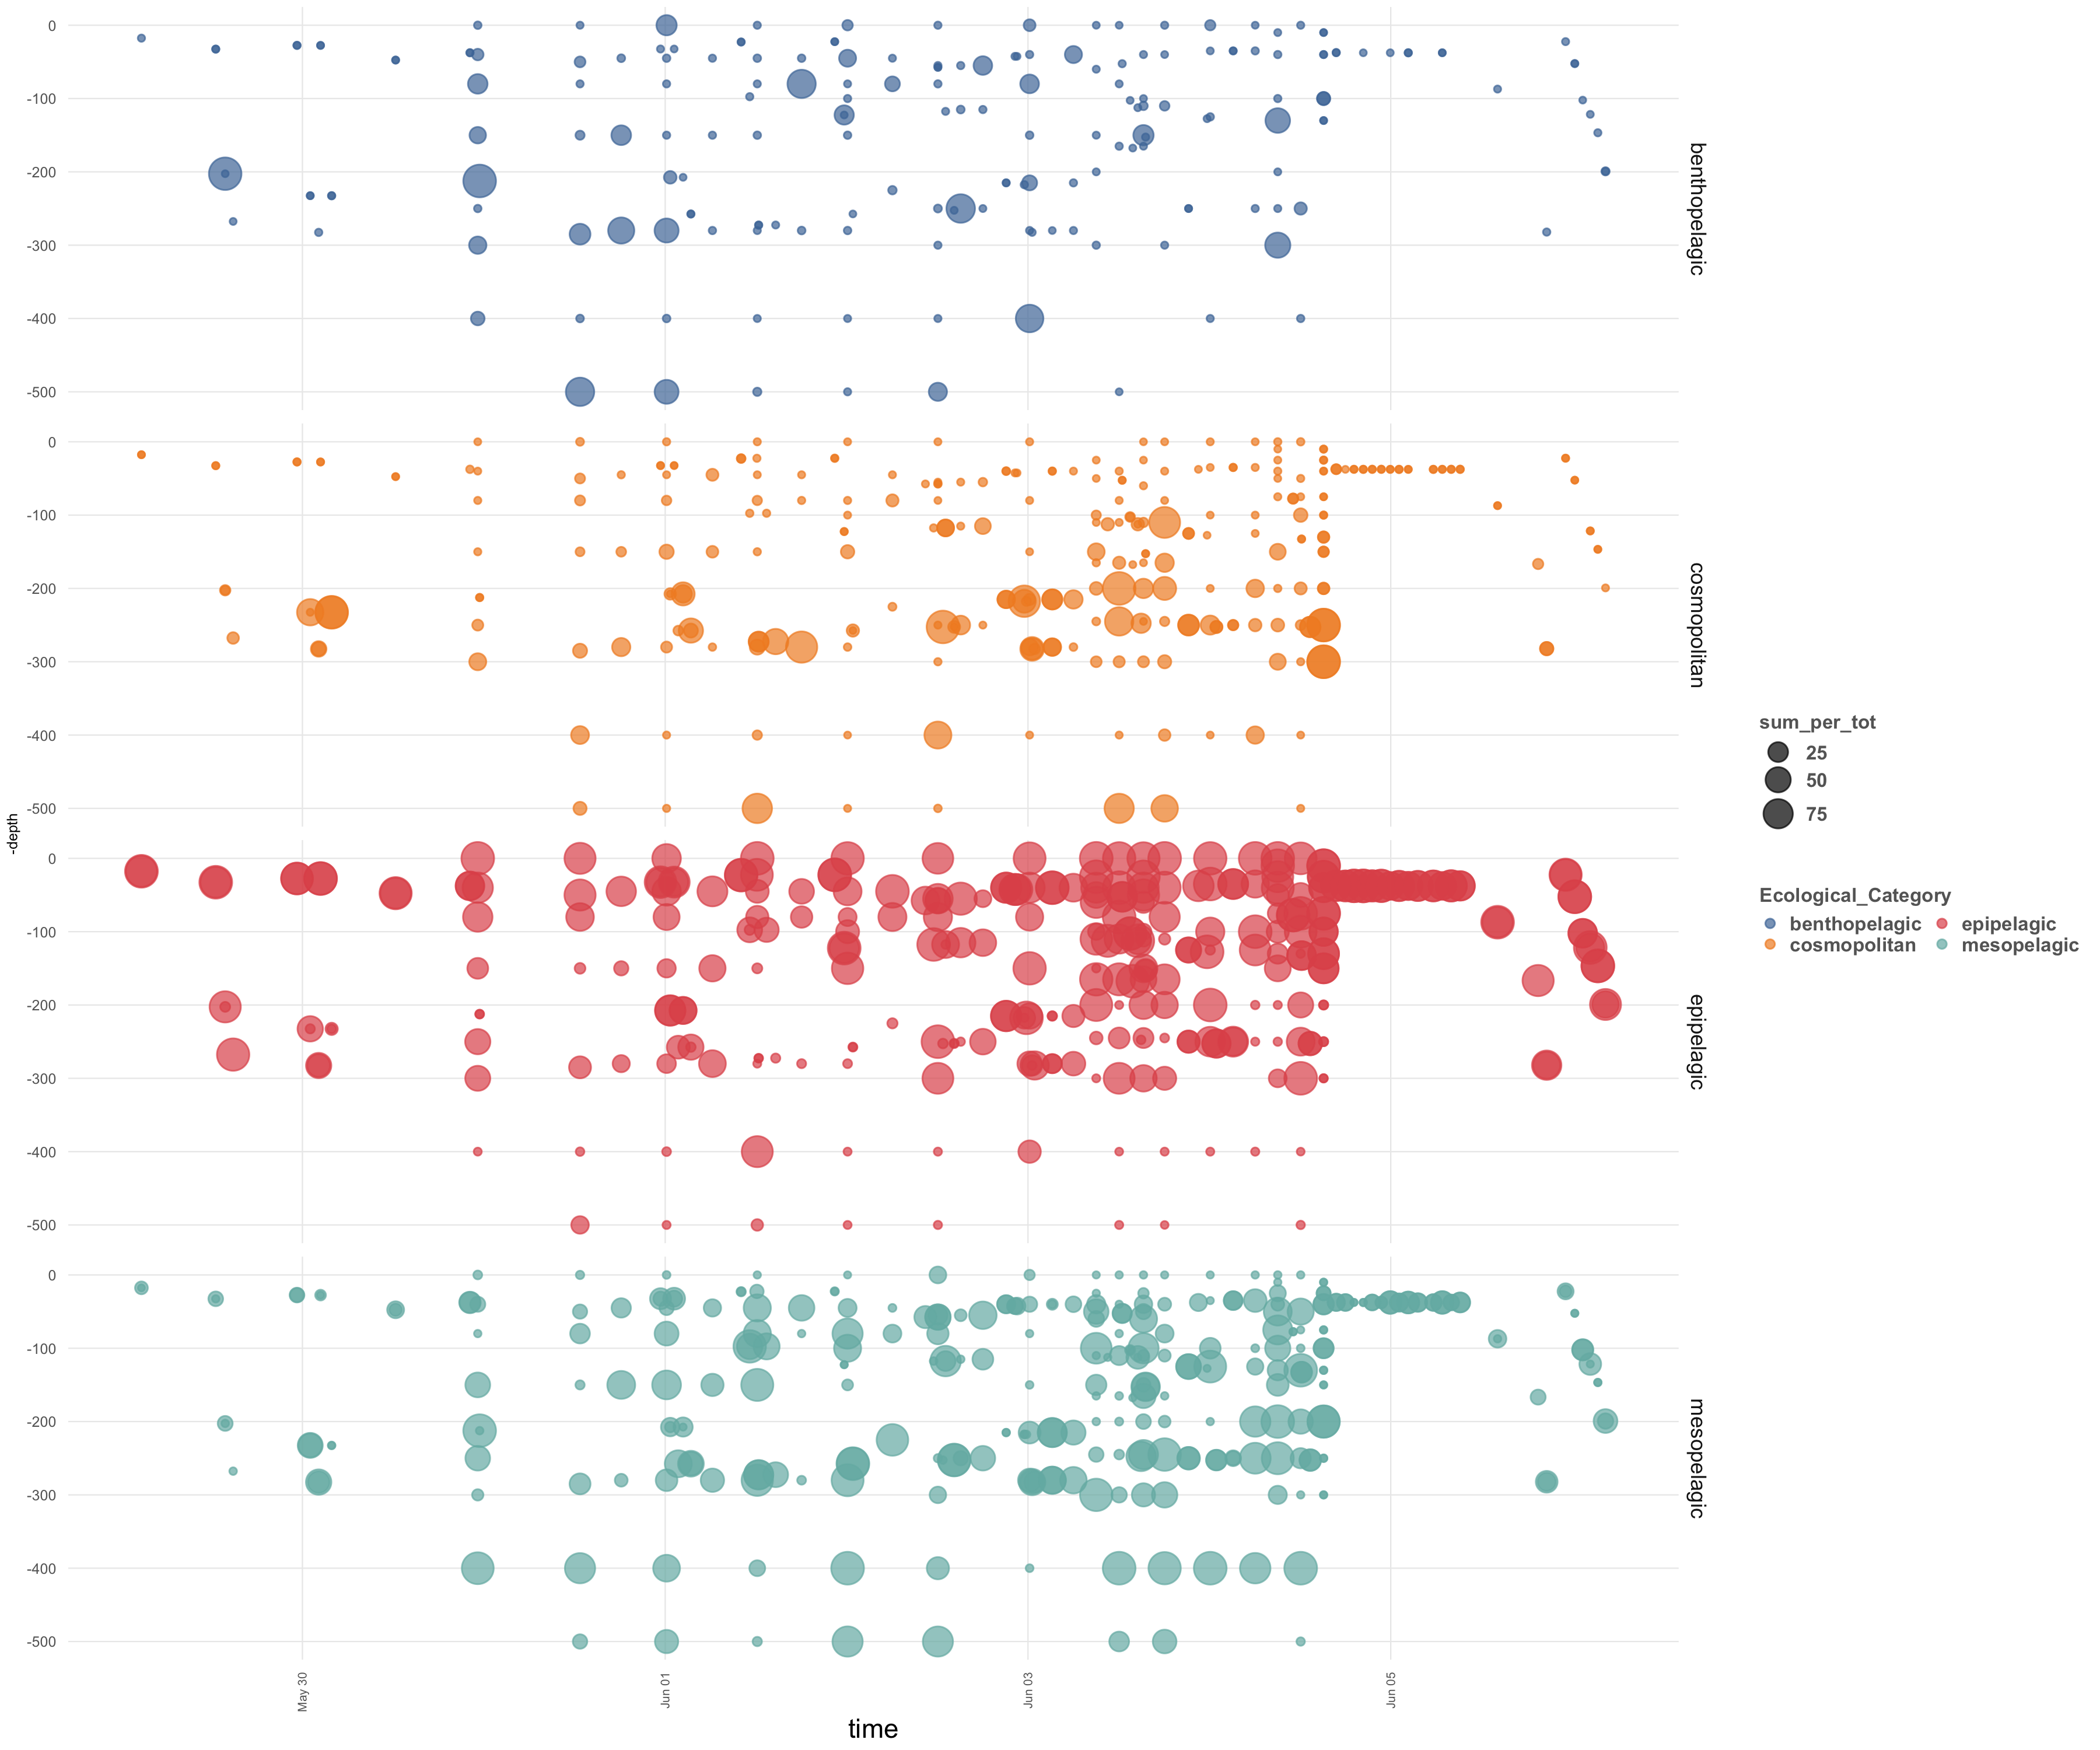 0
-100
-200
-300
-400
-500
benthopelagic
0
-100
-200
-300
-400
-500
cosmopolitan
0
-100
-200
-300
-400
-500
epipelagic
0
-100
-200
-300
-400
-500
mesopelagic
-depth
May 30
Jun 01
Jun 03
Jun 05
time
sum_per_tot
25
50
75
Ecological_Category
benthopelagic epipelagic
cosmopolitan mesopelagic